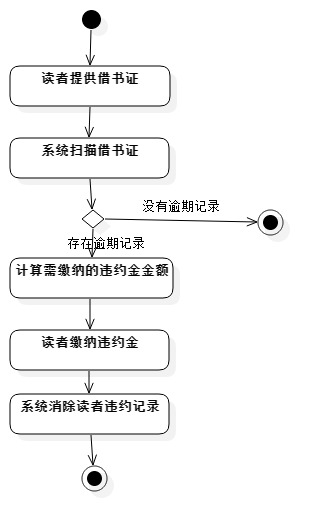 读者提供借书证
系统扫描借书证
没有逾期记录
存在逾期记录
计算需缴纳的违约金金额
读者缴纳违约金
系统消除读者违约记录